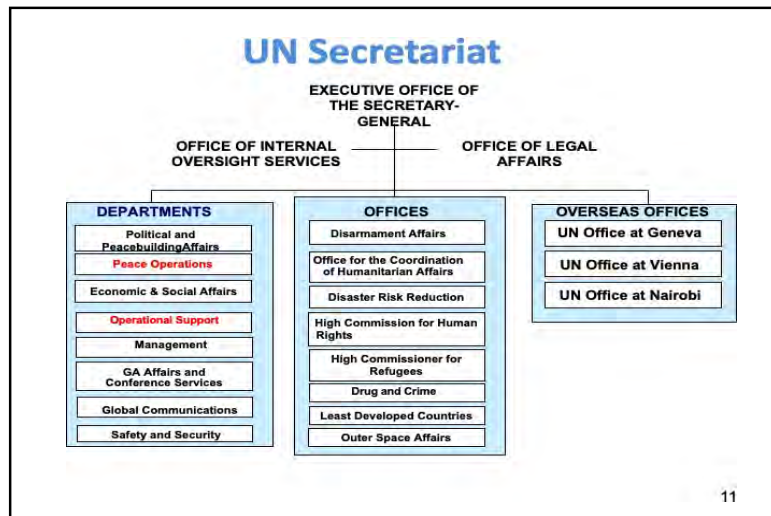 UN Secretariat
EXECUTIVE OFFICE OF
THE SECRETARY-
GENERAL
OFFICE OF INTERNAL
OVERSIGHT SERVICES
OFFICE OF LEGAL
AFFAIRS
DEPARTMENTS
Political and
PeacebuildingAffairs
Peace Operations
Economic & Social Affairs
Operational Support
Management
GA Affairs and
Conference Services
Global Communications
Safety and Security
OFFICES
Disarmament Affairs
Office for the Coordination
of Humanitarian Affairs
Disaster Risk Reduction
High Commission for Human
Rights
High Commissioner for
Refugees
Drug and Crime
Least Developed Countries
Outer Space Affairs
OVERSEAS OFFICES
UN Office at Geneva
UN Office at Vienna
UN Office at Nairobi
11